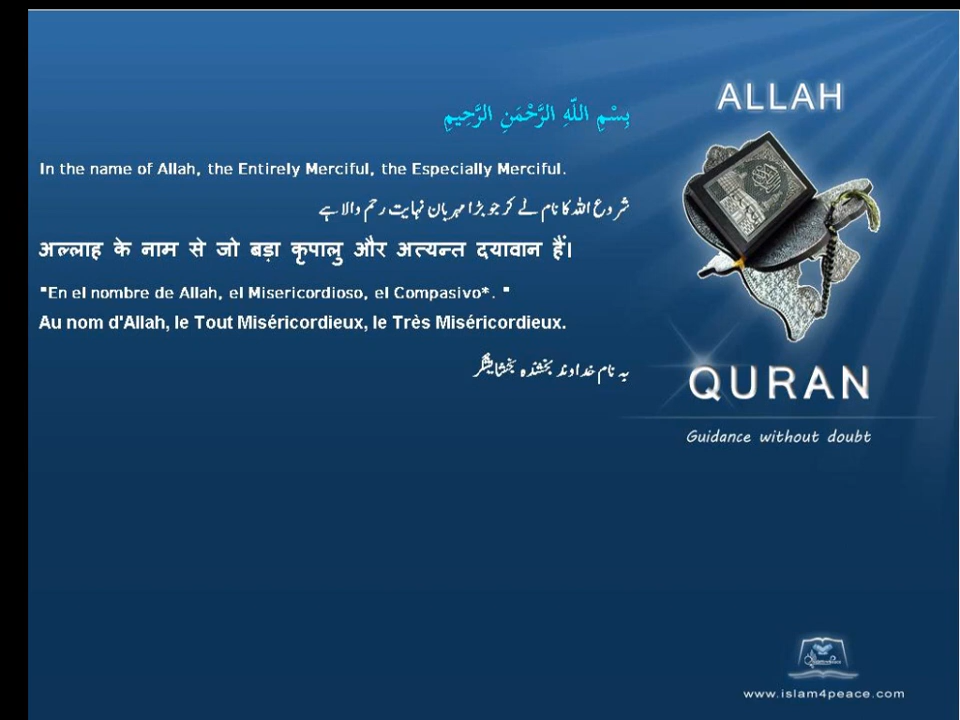 بِسْمِ اللّهِ الرَّحْمَنِ الرَّحِيمِ
In the name of Allah, the Entirely Merciful, the Especially Merciful.
شروع الله کا نام لے کر جو بڑا مہربان نہایت رحم والا ہے
अल्लाह के नाम से जो बड़ा कृपालु और अत्यन्त दयावान हैं।
"En el nombre de Allah, el Misericordioso, el Compasivo*. "
Au nom d'Allah, le Tout Miséricordieux, le Très Miséricordieux.
به نام خداوند بخشنده بخشایشگر
ALLAH
QURAN
Guidance without doubt
www.islam4peace.com